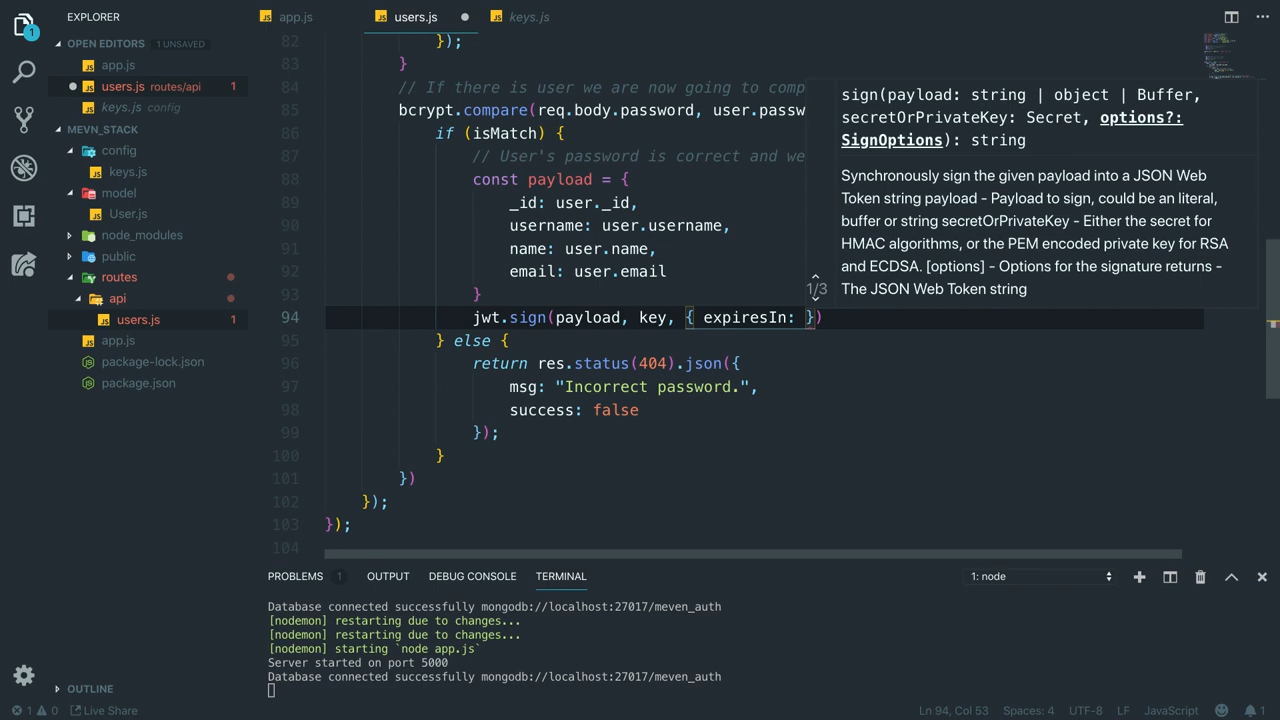 EXPLORER
OPEN EDITORS 1 UNSAVED
app.js
users.js routes/api 1
keys.js config
MEVN_STACK
config
keys.js
model
User.js
node_modules
public
routes
api
users.js 1
app.js
package-lock.json
package.json
OUTLINE
app.js users.js keys.js
82 });
83 }
84 // If there is user we are now going to comp
85 bcrypt.compare(req.body.password, user.passw
86 if (isMatch) {
87 // User's password is correct and we
88 const payload = {
89 _id: user._id,
90 username: user.username,
91 name: user.name,
92 email: user.email
93 }
94 jwt.sign(payload, key, { expiresIn: })
95 } else {
96 return res.status(404).json({
97 msg: "Incorrect password.",
98 success: false
99 });
100 }
101 })
102 });
103 });
104
1/3
sign(payload: string | object | Buffer,
secretOrPrivateKey: Secret, options?:
SignOptions): string
Synchronously sign the given payload into a JSON Web
Token string payload - Payload to sign, could be an literal,
buffer or string secretOrPrivateKey - Either the secret for
HMAC algorithms, or the PEM encoded private key for RSA
and ECDSA. [options] - Options for the signature returns -
The JSON Web Token string
PROBLEMS 1 OUTPUT DEBUG CONSOLE TERMINAL 1: node
Database connected successfully mongodb://localhost:27017/meven_auth
[nodemon] restarting due to changes...
[nodemon] restarting due to changes...
[nodemon] starting `node app.js`
Server started on port 5000
Database connected successfully mongodb://localhost:27017/meven_auth
1 0 Live Share Ln 94, Col 53 Spaces: 4 UTF-8 LF JavaScript 1